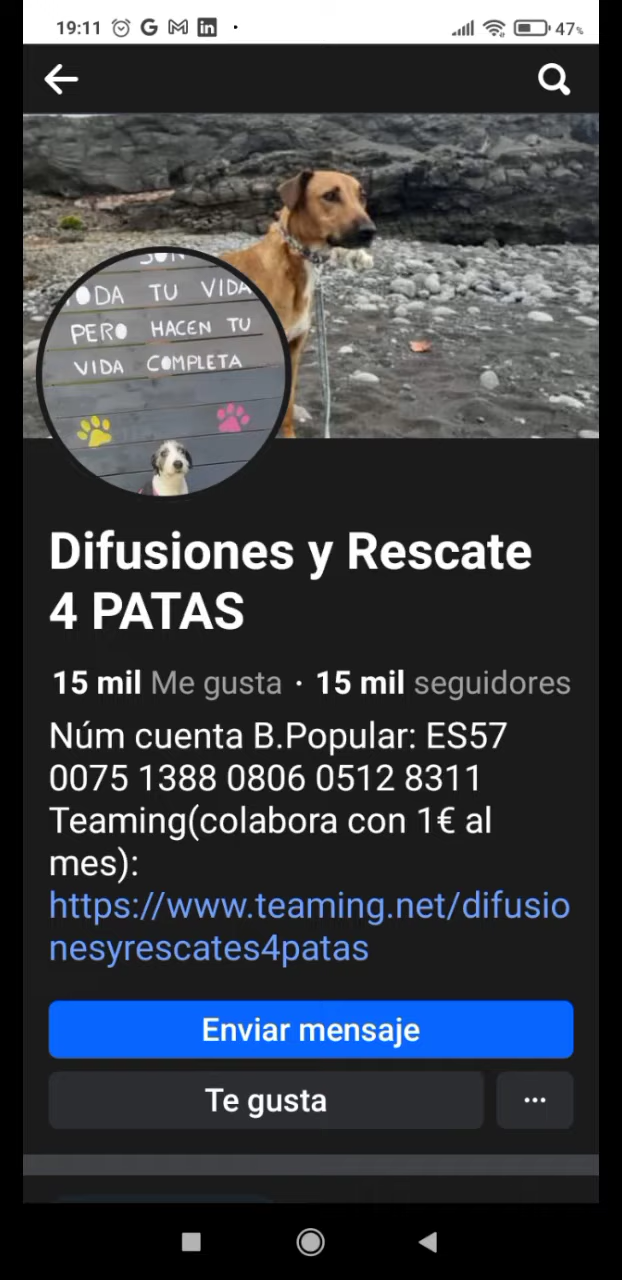 19:11
47%
SON
TODA TU VIDA
PERO HACEN TU
VIDA COMPLETA
Difusiones y Rescate
4 PATAS
15 mil Me gusta · 15 mil seguidores
Núm cuenta B.Popular: ES57
0075 1388 0806 0512 8311
Teaming(colabora con 1€ al
mes):
https://www.teaming.net/difusio
nesyrescates4patas
Enviar mensaje
Te gusta